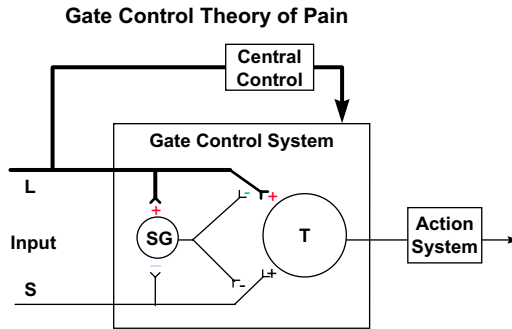 Gate Control Theory of Pain
Central
Control
Gate Control System
L
- +
+
SG
T
Action
System
Input
–
- +
S